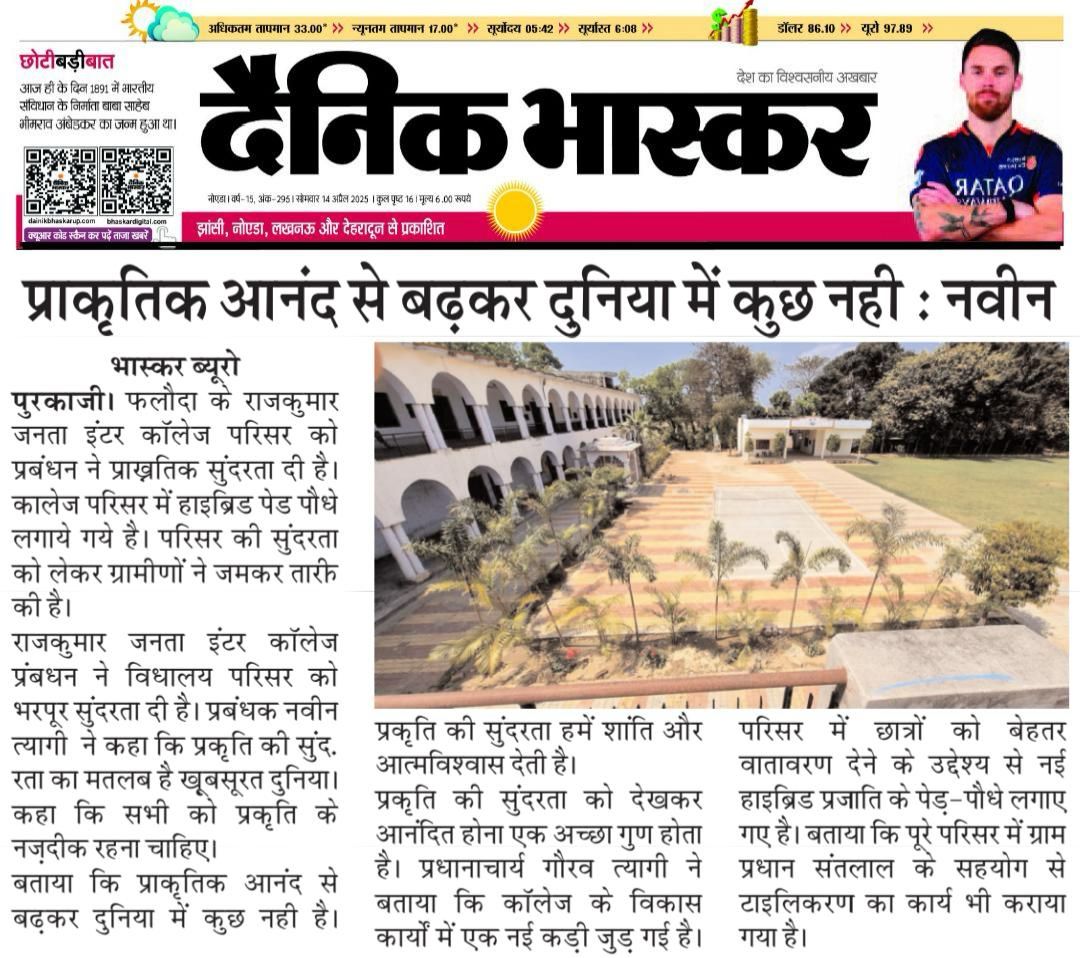 अधिकतम तापमान 33.00° >> न्यूनतम तापमान 17.00° >> सूर्योदय 05:42 >> सूर्यास्त 6:08 >>
डॉलर 86.10 >> यूरो 97.89 >>
छोटीबड़ीबात
आज ही के दिन 1891 में भारतीय
संविधान के निर्माता बाबा साहेब
भीमराव अंबेडकर का जन्म हुआ था।
dainikbhaskarup.com bhaskardigital.com
क्यूआर कोड स्कैन कर पढ़ें ताजा खबरें
देश का विश्वसनीय अखबार
दैनिक भास्कर
नोएडा। वर्ष-15, अंक-295। सोमवार 14 अप्रैल 2025 । कुल पृष्ठ 16। मूल्य 6.00 रूपये
झांसी, नोएडा, लखनऊ और देहरादून से प्रकाशित
QATAR
प्राकृतिक आनंद से बढ़कर दुनिया में कुछ नही : नवीन
भास्कर ब्यूरो
पुरकाजी। फलौदा के राजकुमार
जनता इंटर कॉलेज परिसर को
प्रबंधन ने प्राख्रतिक सुंदरता दी है।
कालेज परिसर में हाइब्रिड पेड पौधे
लगाये गये है। परिसर की सुंदरता
को लेकर ग्रामीणों ने जमकर तारीफ
की है।
राजकुमार जनता इंटर कॉलेज
प्रंबधन ने विधालय परिसर को
भरपूर सुंदरता दी है। प्रबंधक नवीन
त्यागी ने कहा कि प्रकृति की सुंद.
रता का मतलब है खूबसूरत दुनिया।
कहा कि सभी को प्रकृति के
नज़दीक रहना चाहिए।
बताया कि प्राकृतिक आनंद से
बढ़कर दुनिया में कुछ नही है।
प्रकृति की सुंदरता हमें शांति और
आत्मविश्वास देती है।
प्रकृति की सुंदरता को देखकर
आनंदित होना एक अच्छा गुण होता
है। प्रधानाचार्य गौरव त्यागी ने
बताया कि कॉलेज के विकास
कार्यों में एक नई कड़ी जुड़ गई है।
परिसर में छात्रों को बेहतर
वातावरण देने के उद्देश्य से नई
हाइब्रिड प्रजाति के पेड़-पौधे लगाए
गए है। बताया कि पूरे परिसर में ग्राम
प्रधान संतलाल के सहयोग से
टाइलिकरण का कार्य भी कराया
गया है।